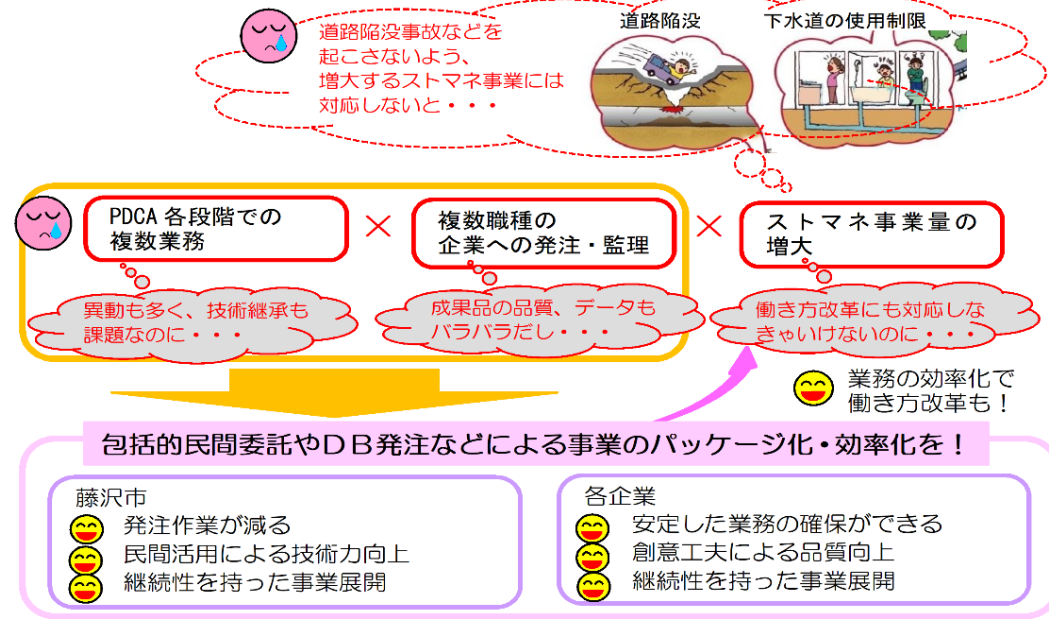 道路陥没事故などを
起こさないよう、
増大するストマネ事業には
対応しないと・・・
道路陥没
下水道の使用制限
PDCA各段階での
複数業務
×
複数職種の
企業への発注・監理
×
ストマネ事業量の
増大
異動も多く、技術継承も
課題なのに・・・
成果品の品質、データも
バラバラだし・・・
働き方改革にも対応しな
きゃいけないのに・・・
業務の効率化で
働き方改革も！
包括的民間委託やＤＢ発注などによる事業のパッケージ化・効率化を！
藤沢市
発注作業が減る
民間活用による技術力向上
継続性を持った事業展開
各企業
安定した業務の確保ができる
創意工夫による品質向上
継続性を持った事業展開